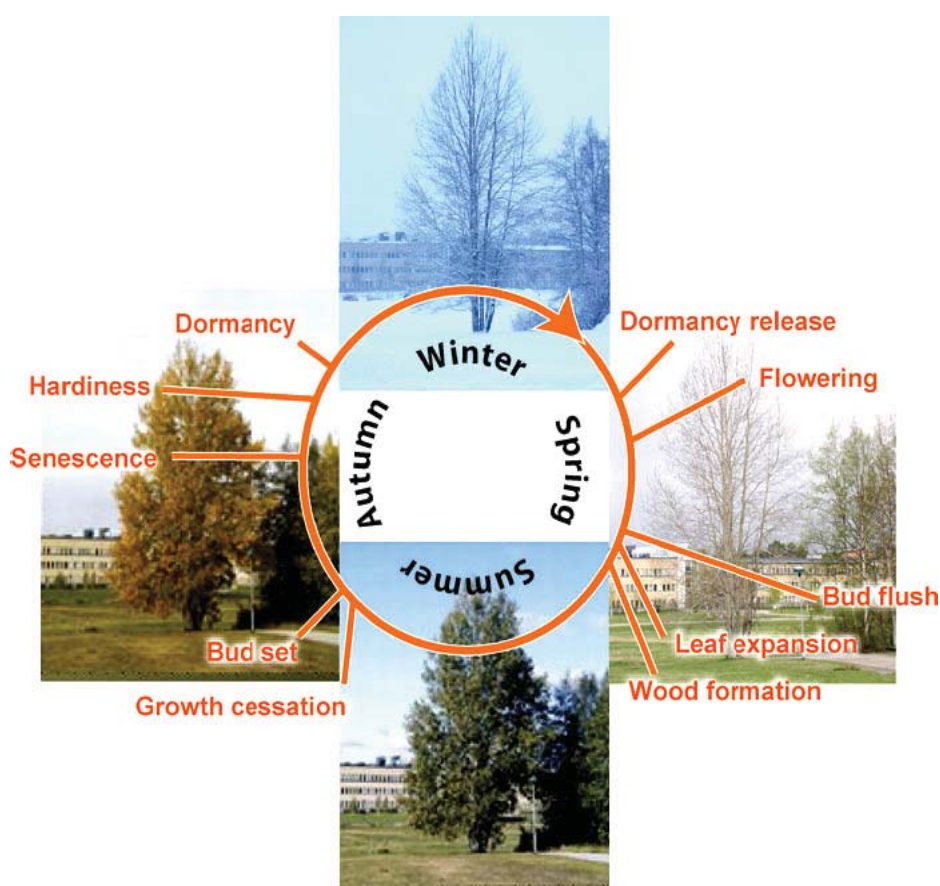 Winter
Dormancy release
Flowering
Spring
Bud flush
Leaf expansion
Wood formation
Summer
Growth cessation
Bud set
Autumn
Senescence
Hardiness
Dormancy